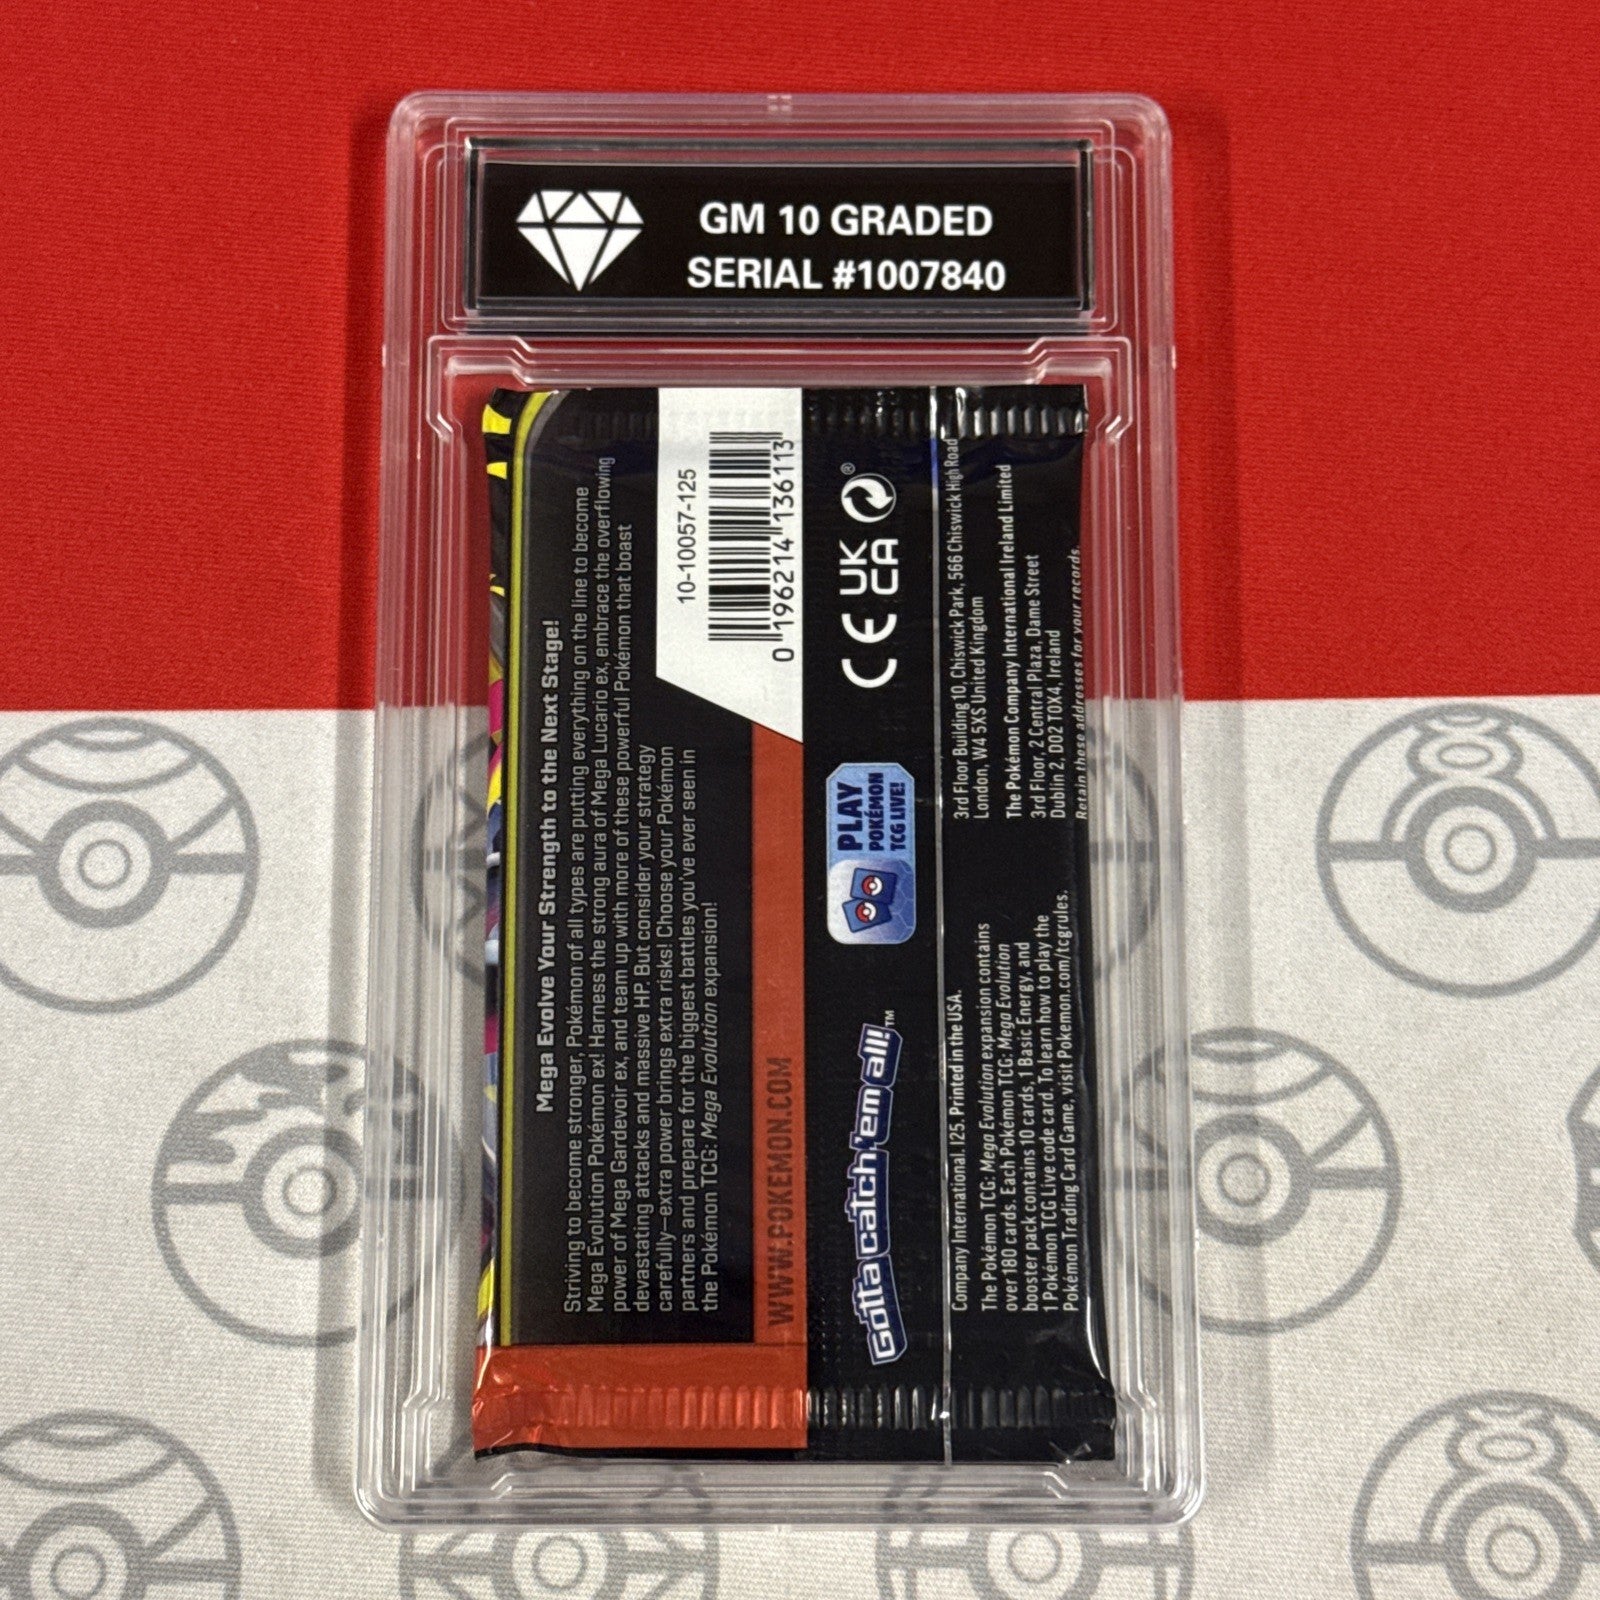 GM 10 GRADED
SERIAL #1007840
Mega Evolve Your Strength to the Next Stage!
Striving to become stronger, Pokémon of all types are putting everything on the line to become
Mega Evolution Pokémon ex! Harness the strong aura of Mega Lucario ex, embrace the overflowing
power of Mega Gardevoir ex, and team up with more of these powerful Pokémon that boast
devastating attacks and massive HP. But consider your strategy
carefully—extra power brings extra risks! Choose your Pokémon
partners and prepare for the biggest battles you've ever seen in
the Pokémon TCG: Mega Evolution expansion!
10-10057-125
0 196214 136113
WWW.POKEMON.COM
Gotta catch 'em all!™
PLAY
POKÉMON
TCG LIVE!
CE UK
CA
®
Company International. I25. Printed in the USA.
The Pokémon TCG: Mega Evolution expansion contains
over 180 cards. Each Pokémon TCG: Mega Evolution
booster pack contains 10 cards, 1 Basic Energy, and
1 Pokémon TCG Live code card. To learn how to play the
Pokémon Trading Card Game, visit Pokemon.com/tcgrules.
3rd Floor Building 10, Chiswick Park, 566 Chiswick High Road
London, W4 5XS United Kingdom
The Pokémon Company International Ireland Limited
3rd Floor, 2 Central Plaza, Dame Street
Dublin 2, D02 T0X4, Ireland
Retain these addresses for your records.